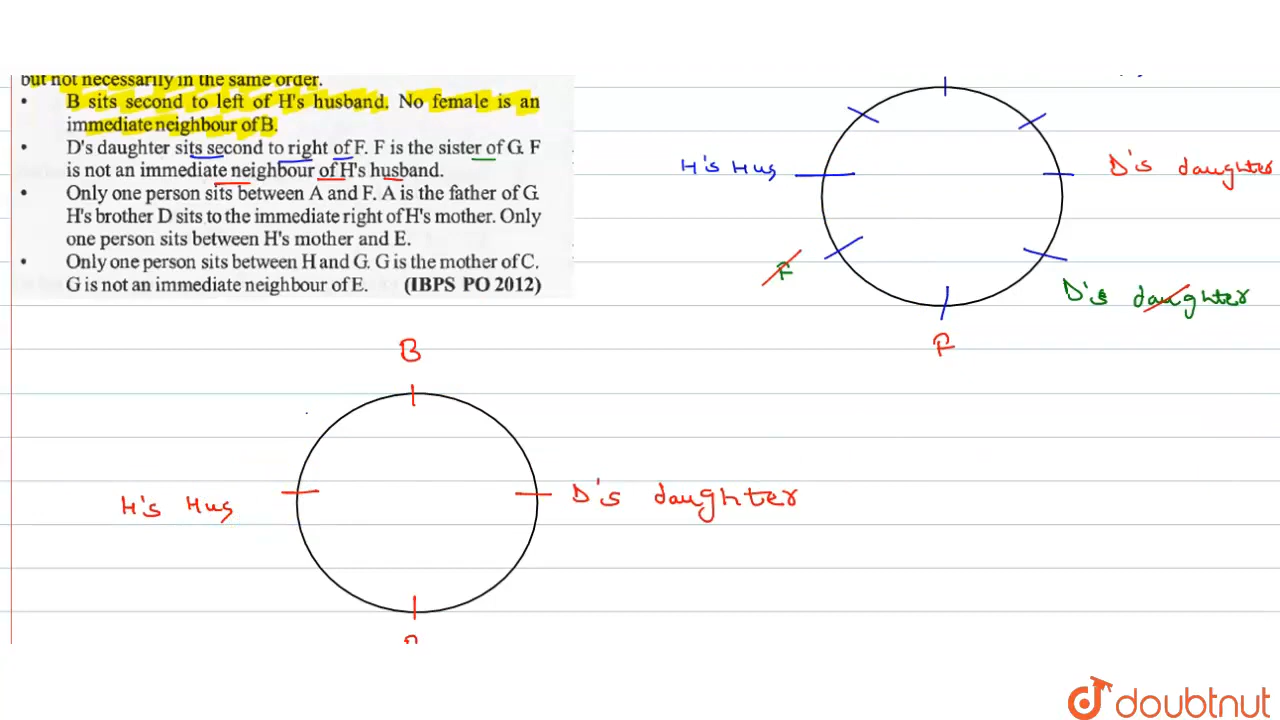 but not necessarily in the same order.
• B sits second to left of H's husband. No female is an
immediate neighbour of B.
• D's daughter sits second to right of F. F is the sister of G. F
is not an immediate neighbour of H's husband.
• Only one person sits between A and F. A is the father of G.
H's brother D sits to the immediate right of H's mother. Only
one person sits between H's mother and E.
• Only one person sits between H and G. G is the mother of C.
G is not an immediate neighbour of E. (IBPS PO 2012)
H's Hus
D's daughter
F
D's daughter
F
B
H's Hus
D's daughter
doubtnut